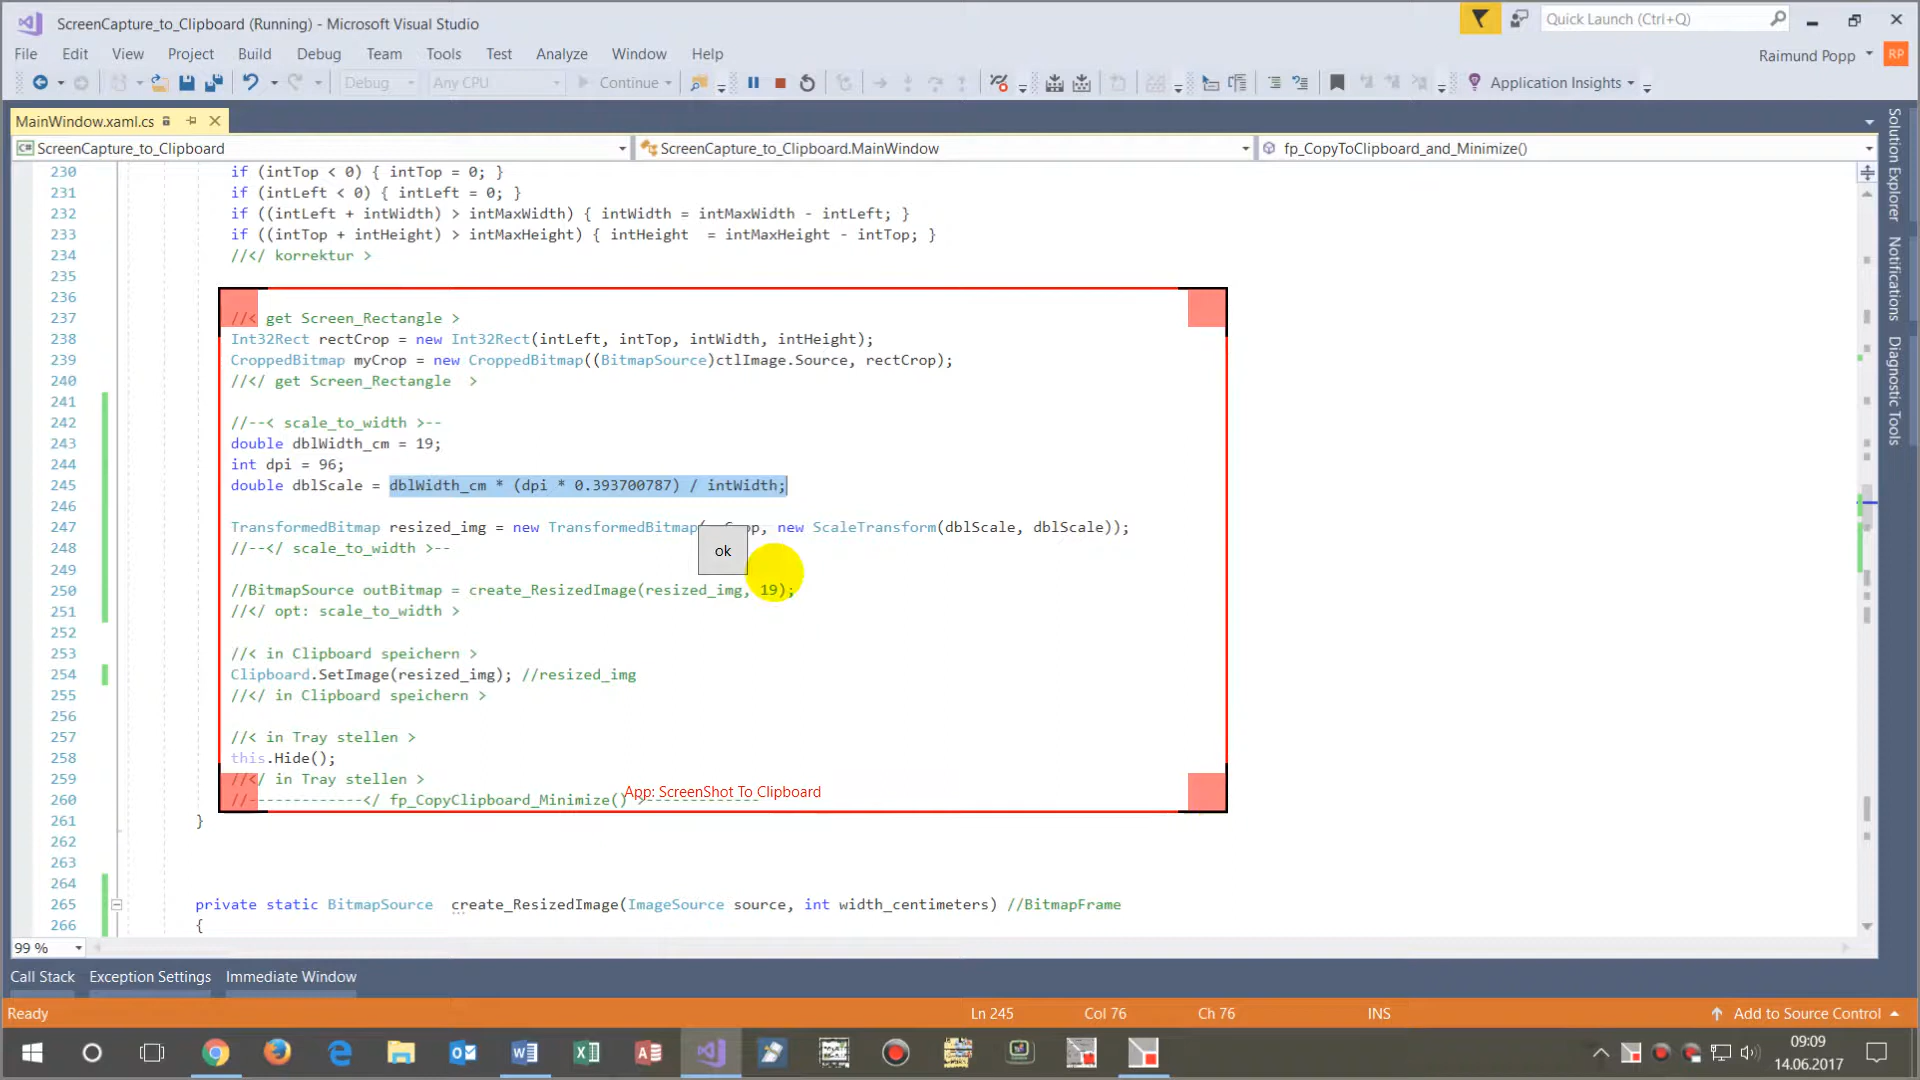 ScreenCapture_to_Clipboard (Running) - Microsoft Visual Studio
Quick Launch (Ctrl+Q)
File Edit View Project Build Debug Team Tools Test Analyze Window Help
Raimund Popp RP
Debug Any CPU Continue Application Insights
MainWindow.xaml.cs
C# ScreenCapture_to_Clipboard ScreenCapture_to_Clipboard.MainWindow fp_CopyToClipboard_and_Minimize()
230 if (intTop < 0) { intTop = 0; }
231 if (intLeft < 0) { intLeft = 0; }
232 if ((intLeft + intWidth) > intMaxWidth) { intWidth = intMaxWidth - intLeft; }
233 if ((intTop + intHeight) > intMaxHeight) { intHeight  = intMaxHeight - intTop; }
234 //</ korrektur >
235
236
237 //< get Screen_Rectangle >
238 Int32Rect rectCrop = new Int32Rect(intLeft, intTop, intWidth, intHeight);
239 CroppedBitmap myCrop = new CroppedBitmap((BitmapSource)ctlImage.Source, rectCrop);
240 //</ get Screen_Rectangle  >
241
242 //--< scale_to_width >--
243 double dblWidth_cm = 19;
244 int dpi = 96;
245 double dblScale = dblWidth_cm * (dpi * 0.393700787) / intWidth;
246
247 TransformedBitmap resized_img = new TransformedBitmap( , new ScaleTransform(dblScale, dblScale));
248 //--</ scale_to_width >--
ok
249
250 //BitmapSource outBitmap = create_ResizedImage(resized_img, 19);
251 //</ opt: scale_to_width >
252
253 //< in Clipboard speichern >
254 Clipboard.SetImage(resized_img); //resized_img
255 //</ in Clipboard speichern >
256
257 //< in Tray stellen >
258 this.Hide();
259 //</ in Tray stellen >
App: ScreenShot To Clipboard
260 //-------------</ fp_CopyClipboard_Minimize() >-------------
261 }
262
263
264
265 private static BitmapSource  create_ResizedImage(ImageSource source, int width_centimeters) //BitmapFrame
266 {
99 %
Solution Explorer
Notifications
Diagnostic Tools
Call Stack Exception Settings Immediate Window
Ready Ln 245 Col 76 Ch 76 INS Add to Source Control
09:09
14.06.2017